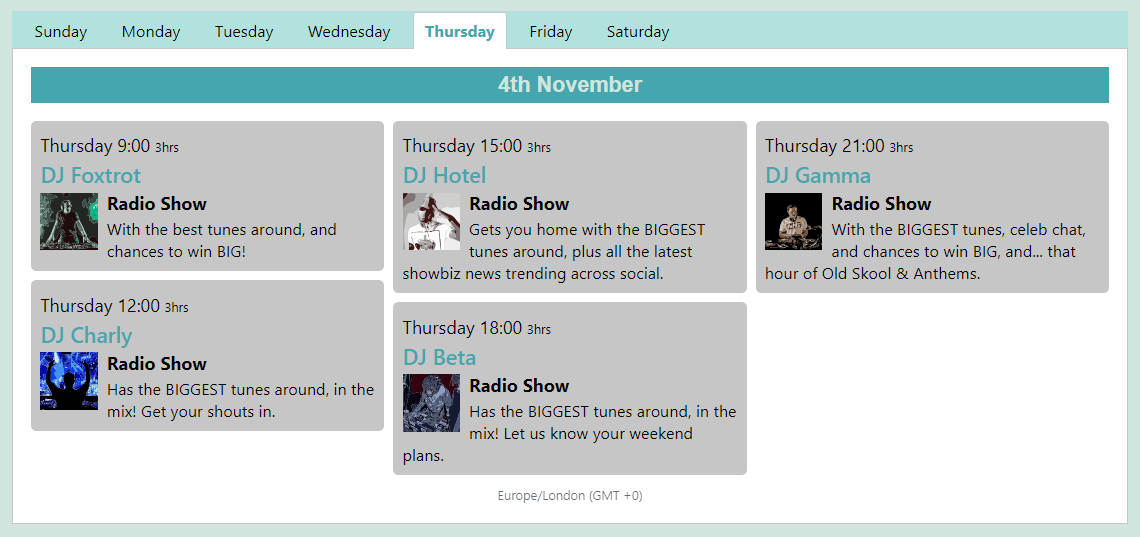 Sunday Monday Tuesday Wednesday Thursday Friday Saturday
4th November
Thursday 9:00 3hrs
DJ Foxtrot
Radio Show
With the best tunes around, and
chances to win BIG!
Thursday 12:00 3hrs
DJ Charly
Radio Show
Has the BIGGEST tunes around, in the
mix! Get your shouts in.
Thursday 15:00 3hrs
DJ Hotel
Radio Show
Gets you home with the BIGGEST
tunes around, plus all the latest
showbiz news trending across social.
Thursday 18:00 3hrs
DJ Beta
Radio Show
Has the BIGGEST tunes around, in the
mix! Let us know your weekend
plans.
Thursday 21:00 3hrs
DJ Gamma
Radio Show
With the BIGGEST tunes, celeb chat,
and chances to win BIG, and... that
hour of Old Skool & Anthems.
Europe/London (GMT +0)